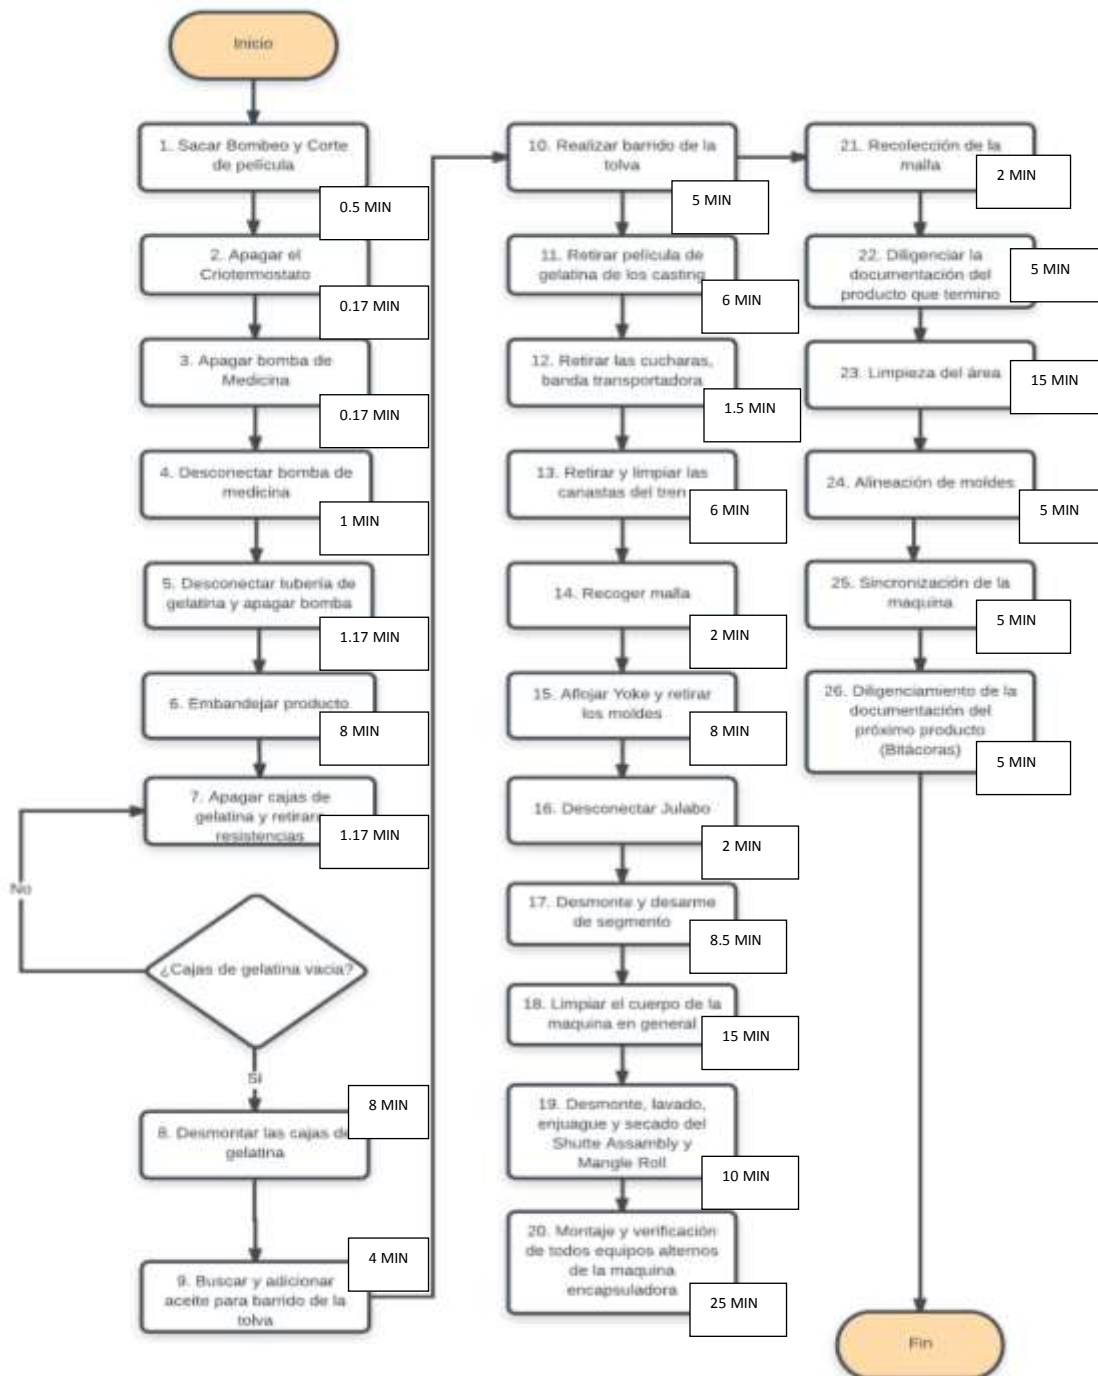 Inicio
1. Sacar Bombeo y Corte
de película
0.5 MIN
2. Apagar el
Criotermostato
0.17 MIN
3. Apagar bomba de
Medicina
0.17 MIN
4. Desconectar bomba de
medicina
1 MIN
5. Desconectar tubería de
gelatina y apagar bomba
1.17 MIN
6. Embandejar producto
8 MIN
7. Apagar cajas de
gelatina y retirar
resistencias
1.17 MIN
No
¿Cajas de gelatina vacia?
Si
8 MIN
8. Desmontar las cajas de
gelatina
4 MIN
9. Buscar y adicionar
aceite para barrido de la
tolva
10. Realizar barrido de la
tolva
5 MIN
11. Retirar película de
gelatina de los casting
6 MIN
12. Retirar las cucharas,
banda transportadora
1.5 MIN
13. Retirar y limpiar las
canastas del tren
6 MIN
14. Recoger malla
2 MIN
15. Aflojar Yoke y retirar
los moldes
8 MIN
16. Desconectar Julabo
2 MIN
17. Desmonte y desarme
de segmento
8.5 MIN
18. Limpiar el cuerpo de la
maquina en general
15 MIN
19. Desmonte, lavado,
enjuague y secado del
Shutte Assambly y
Mangle Roll
10 MIN
20. Montaje y verificación
de todos equipos alternos
de la maquina
encapsuladora
25 MIN
21. Recolección de la
malla
2 MIN
22. Diligenciar la
documentación del
producto que termino
5 MIN
23. Limpieza del área
15 MIN
24. Alineación de moldes
5 MIN
25. Sincronización de la
maquina
5 MIN
26. Diligenciamiento de la
documentación del
próximo producto
(Bitácoras)
5 MIN
Fin